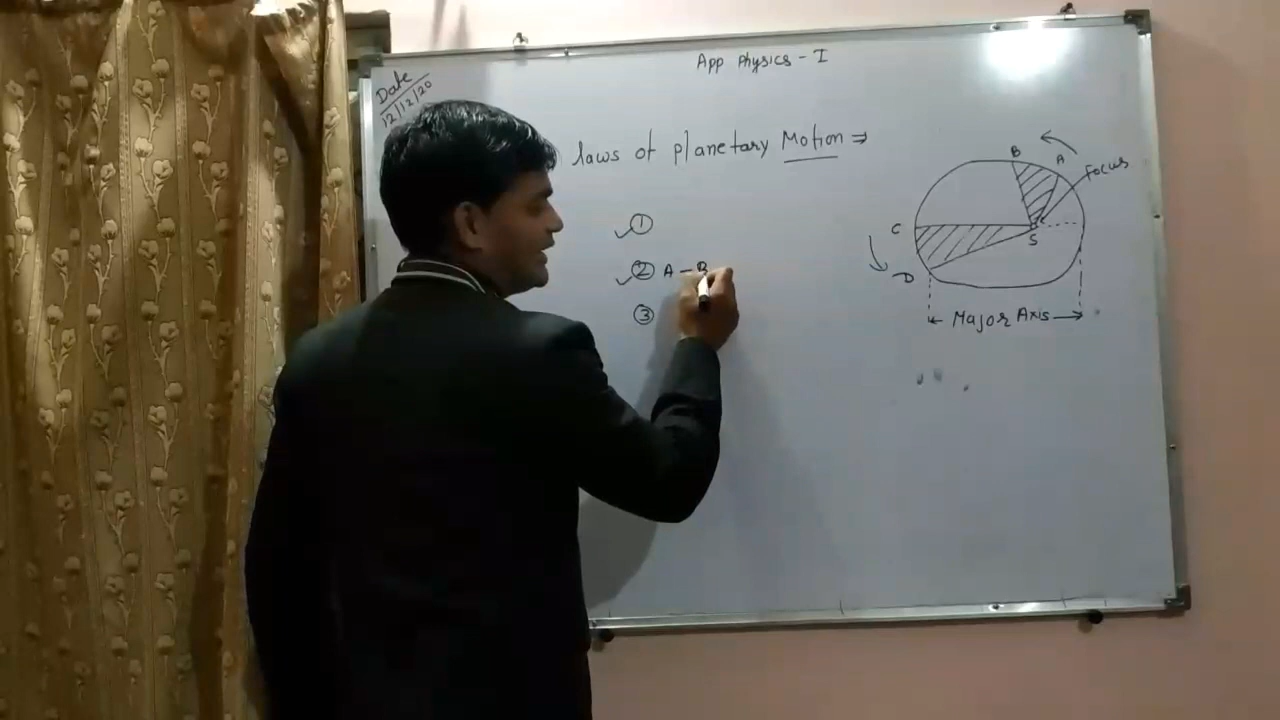 App Physics - I
Date
12/12/20
laws of planetary Motion ⇒
①
② A - B
③
B
A
Focus
C
S
D
← Major Axis →